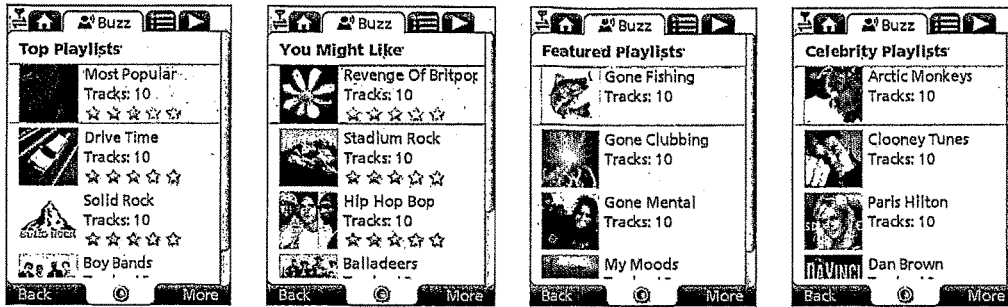 Buzz
Top Playlists
Most Popular
Tracks: 10
Drive Time
Tracks: 10
Solid Rock
Tracks: 10
SOLID ROCK
Boy Bands
Back
More
Buzz
You Might Like
Revenge Of Britpop
Tracks: 10
Stadium Rock
Tracks: 10
Hip Hop Bop
Tracks: 10
Balladeers
Back
More
Buzz
Featured Playlists
Gone Fishing
Tracks: 10
Gone Clubbing
Tracks: 10
Gone Mental
Tracks: 10
My Moods
Back
More
Buzz
Celebrity Playlists
Arctic Monkeys
Tracks: 10
Clooney Tunes
Tracks: 10
Paris Hilton
Tracks: 10
Dan Brown
DAVINCI
Back
More